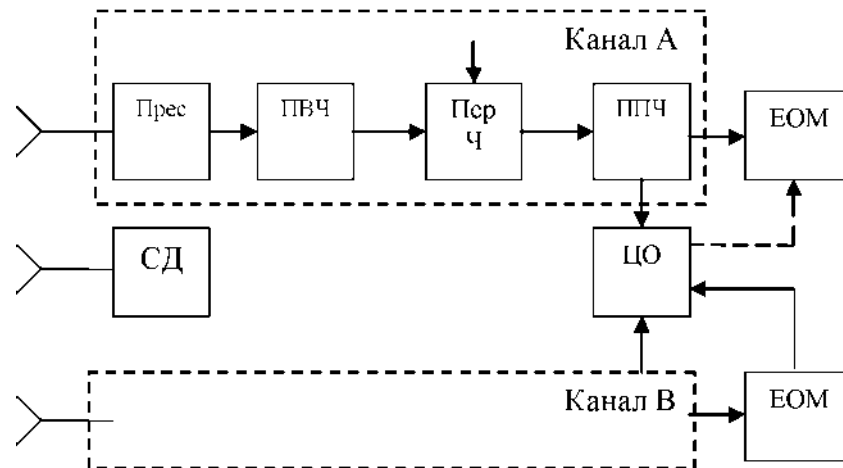 Канал А
Прес
ПВЧ
Пер
Ч
ППЧ
ЕОМ
СД
ЦО
Канал В
ЕОМ